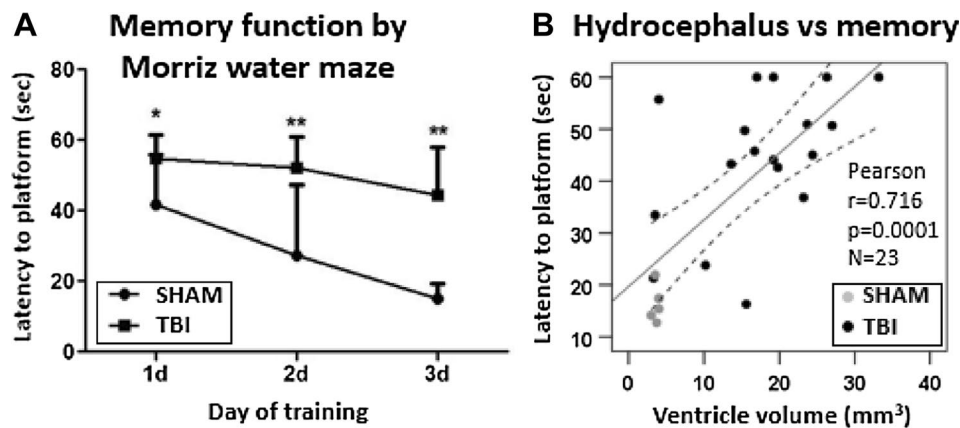 A Memory function by
Morriz water maze
Latency to platform (sec)
80
60
40
20
0
*
**
**
SHAM
TBI
1d 2d 3d
Day of training
B Hydrocephalus vs memory
Latency to platform (sec)
60
50
40
30
20
10
Pearson
r=0.716
p=0.0001
N=23
SHAM
TBI
0 10 20 30 40
Ventricle volume (mm³)